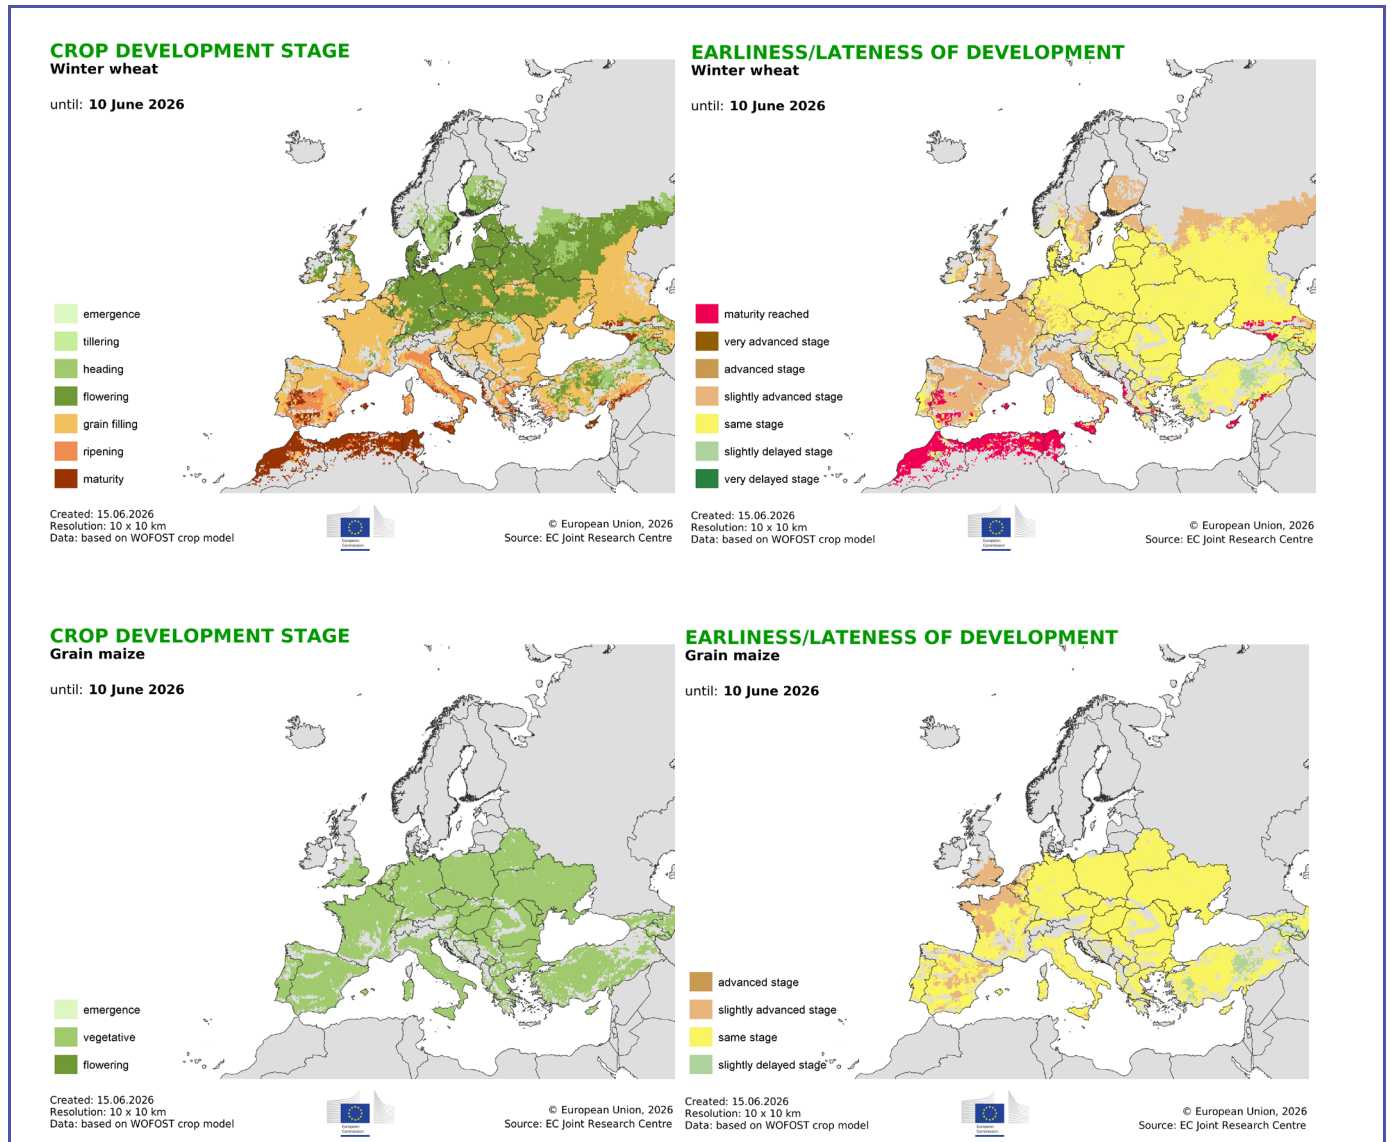 CROP DEVELOPMENT STAGE
Winter wheat
until: 10 June 2026
emergence
tillering
heading
flowering
grain filling
ripening
maturity
Created: 15.06.2026
Resolution: 10 x 10 km
Data: based on WOFOST crop model
European
Commission
© European Union, 2026
Source: EC Joint Research Centre
EARLINESS/LATENESS OF DEVELOPMENT
Winter wheat
until: 10 June 2026
maturity reached
very advanced stage
advanced stage
slightly advanced stage
same stage
slightly delayed stage
very delayed stage
Created: 15.06.2026
Resolution: 10 x 10 km
Data: based on WOFOST crop model
European
Commission
© European Union, 2026
Source: EC Joint Research Centre
CROP DEVELOPMENT STAGE
Grain maize
until: 10 June 2026
emergence
vegetative
flowering
Created: 15.06.2026
Resolution: 10 x 10 km
Data: based on WOFOST crop model
European
Commission
© European Union, 2026
Source: EC Joint Research Centre
EARLINESS/LATENESS OF DEVELOPMENT
Grain maize
until: 10 June 2026
advanced stage
slightly advanced stage
same stage
slightly delayed stage
Created: 15.06.2026
Resolution: 10 x 10 km
Data: based on WOFOST crop model
European
Commission
© European Union, 2026
Source: EC Joint Research Centre